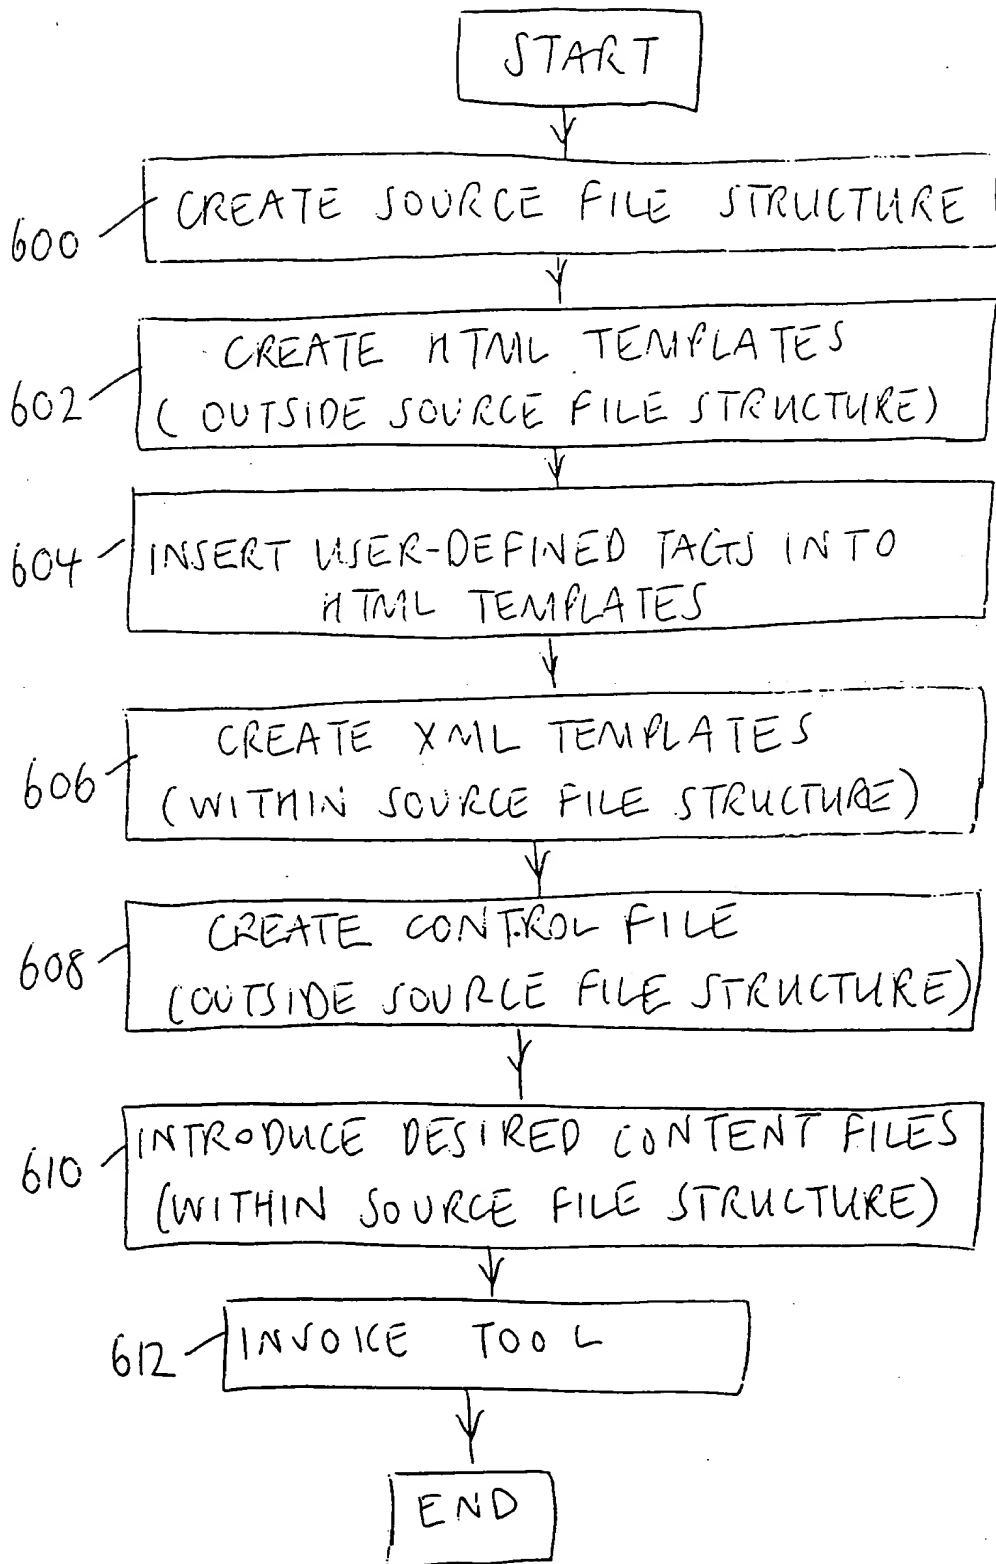 START
600
CREATE SOURCE FILE STRUCTURE
602
CREATE HTML TEMPLATES
(OUTSIDE SOURCE FILE STRUCTURE)
604
INSERT USER-DEFINED TAGS INTO
HTML TEMPLATES
606
CREATE XML TEMPLATES
(WITHIN SOURCE FILE STRUCTURE)
608
CREATE CONTROL FILE
(OUTSIDE SOURCE FILE STRUCTURE)
610
INTRODUCE DESIRED CONTENT FILES
(WITHIN SOURCE FILE STRUCTURE)
612
INVOKE TOOL
END